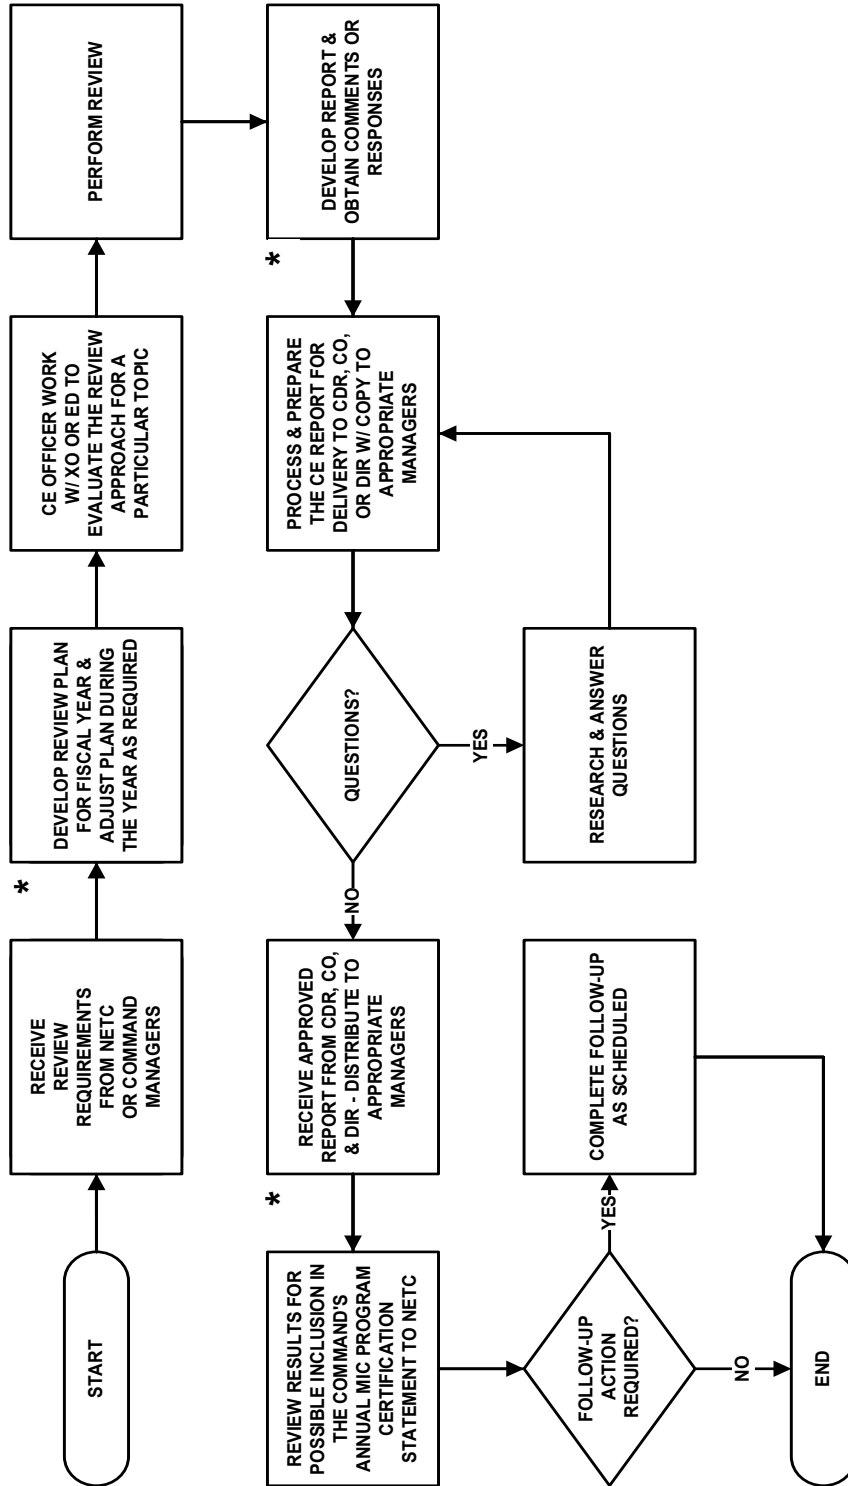 START
RECEIVE
REVIEW
REQUIREMENTS
FROM NETC
OR COMMAND
MANAGERS
*
DEVELOP REVIEW PLAN
FOR FISCAL YEAR &
ADJUST PLAN DURING
THE YEAR AS REQUIRED
CE OFFICER WORK
W/ XO OR ED TO
EVALUATE THE REVIEW
APPROACH FOR A
PARTICULAR TOPIC
PERFORM REVIEW
DEVELOP REPORT &
OBTAIN COMMENTS OR
RESPONSES
*
PROCESS & PREPARE
THE CE REPORT FOR
DELIVERY TO CDR, CO,
OR DIR W/ COPY TO
APPROPRIATE
MANAGERS
QUESTIONS?
YES
RESEARCH & ANSWER
QUESTIONS
NO
RECEIVE APPROVED
REPORT FROM CDR, CO,
& DIR - DISTRIBUTE TO
APPROPRIATE
MANAGERS
*
REVIEW RESULTS FOR
POSSIBLE INCLUSION IN
THE COMMAND'S
ANNUAL MIC PROGRAM
CERTIFICATION
STATEMENT TO NETC
FOLLOW-UP
ACTION
REQUIRED?
YES
COMPLETE FOLLOW-UP
AS SCHEDULED
NO
END